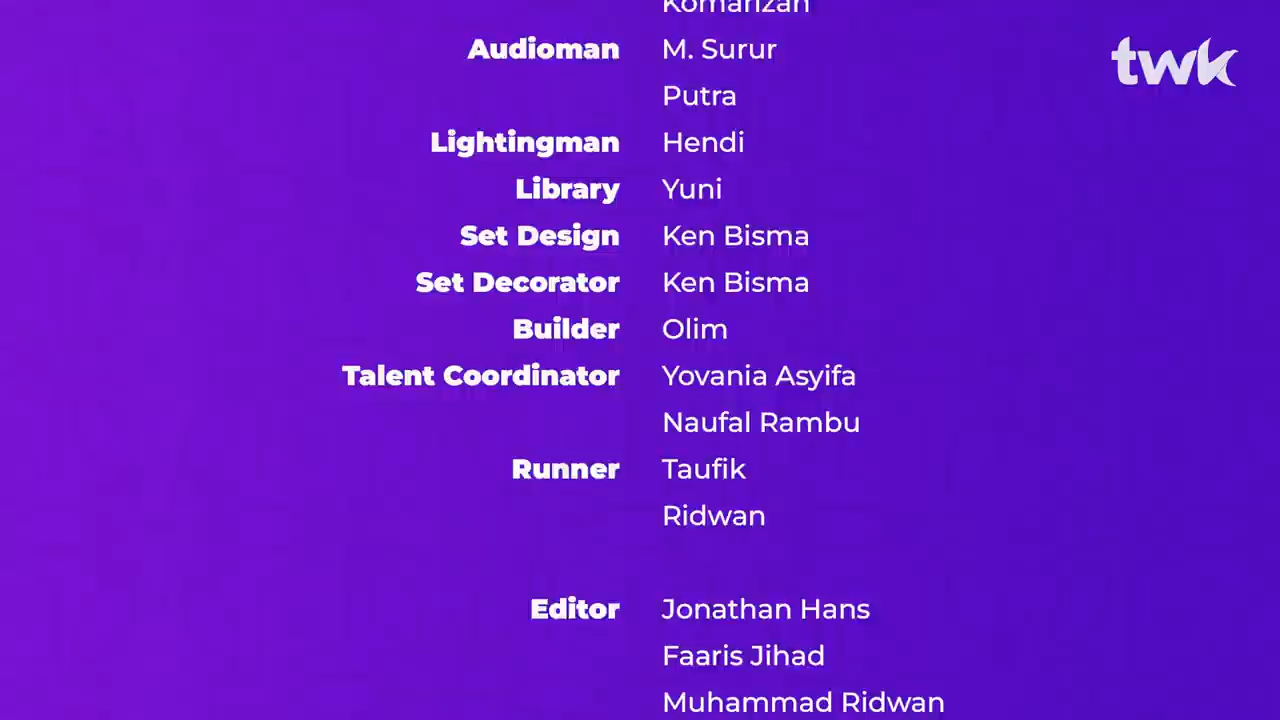 Komarizan
Audioman M. Surur
Putra
Lightingman Hendi
Library Yuni
Set Design Ken Bisma
Set Decorator Ken Bisma
Builder Olim
Talent Coordinator Yovania Asyifa
Naufal Rambu
Runner Taufik
Ridwan
Editor Jonathan Hans
Faaris Jihad
Muhammad Ridwan
twk